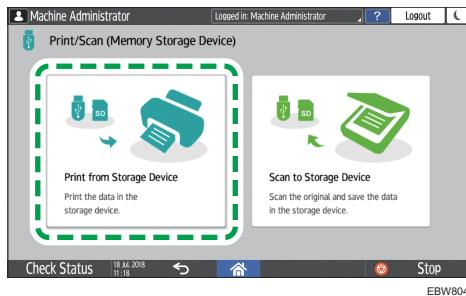 Machine Administrator
Logged in: Machine Administrator
?
Logout
Print/Scan (Memory Storage Device)
SD
SD
Print from Storage Device
Print the data in the
storage device.
Scan to Storage Device
Scan the original and save the data
in the storage device.
Check Status
18 Jul. 2018
11 : 18
Stop
EBW804